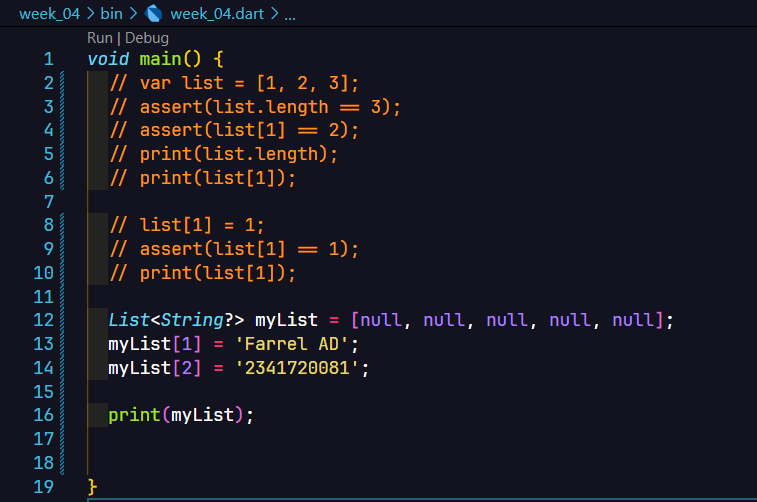 week_04 > bin > week_04.dart > ...
Run | Debug
1 void main() {
2 // var list = [1, 2, 3];
3 // assert(list.length == 3);
4 // assert(list[1] == 2);
5 // print(list.length);
6 // print(list[1]);
7
8 // list[1] = 1;
9 // assert(list[1] == 1);
10 // print(list[1]);
11
12 List<String?> myList = [null, null, null, null, null];
13 myList[1] = 'Farrel AD';
14 myList[2] = '2341720081';
15
16 print(myList);
17
18
19 }